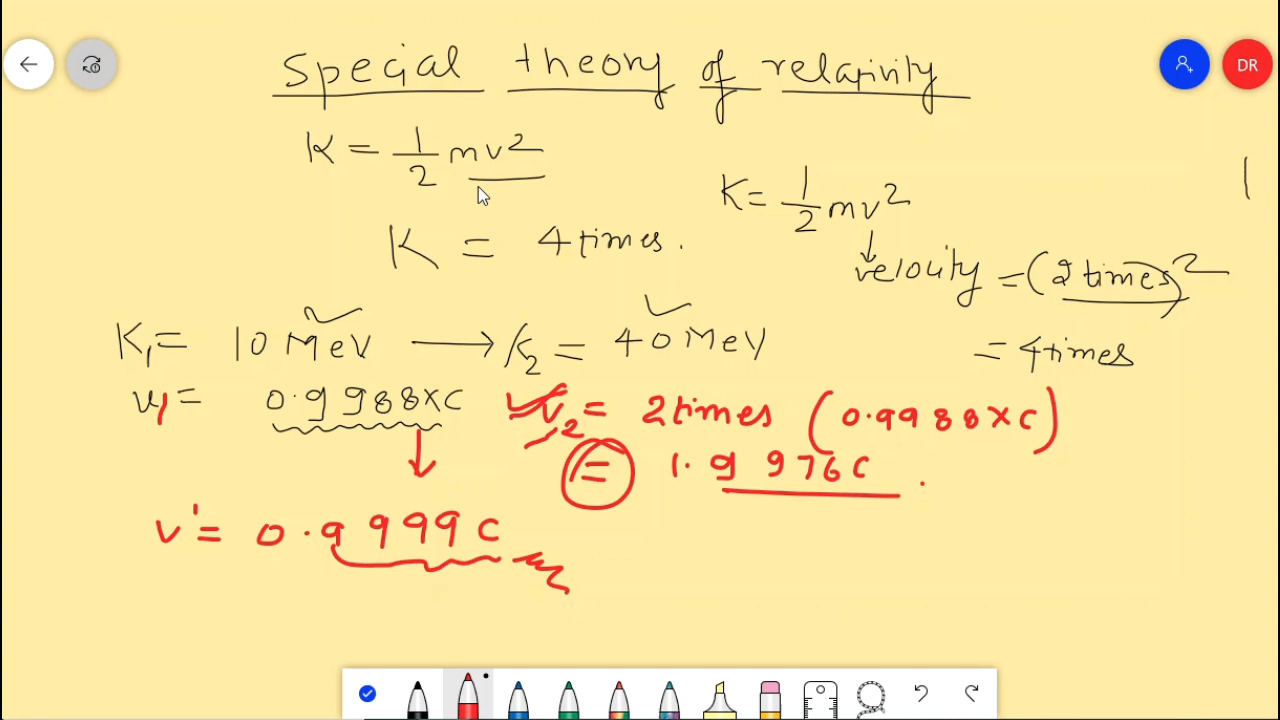 DR
Special theory of relativity
K = 1/2 mv²
K = 1/2 mv²
K = 4 times.
velocity = (2 times)²
= 4 times
K₁ = 10 MeV → K₂ = 40 MeV
v₁ = 0.9988×C
v₂ = 2 times (0.9988×C)
= 1.9976C.
v' = 0.9999C